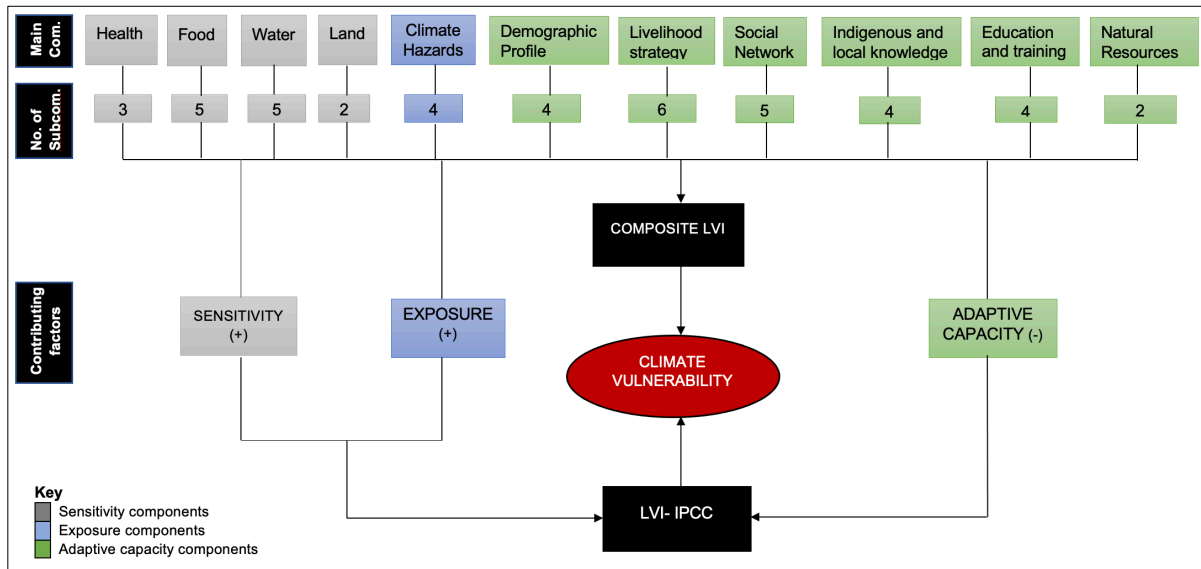 Main
Com.
Health
Food
Water
Land
Climate
Hazards
Demographic
Profile
Livelihood
strategy
Social
Network
Indigenous and
local knowledge
Education
and training
Natural
Resources
No. of
Subcom.
3
5
5
2
4
4
6
5
4
4
2
COMPOSITE LVI
Contributing
factors
SENSITIVITY
(+)
EXPOSURE
(+)
ADAPTIVE
CAPACITY (-)
CLIMATE
VULNERABILITY
LVI- IPCC
Key
Sensitivity components
Exposure components
Adaptive capacity components